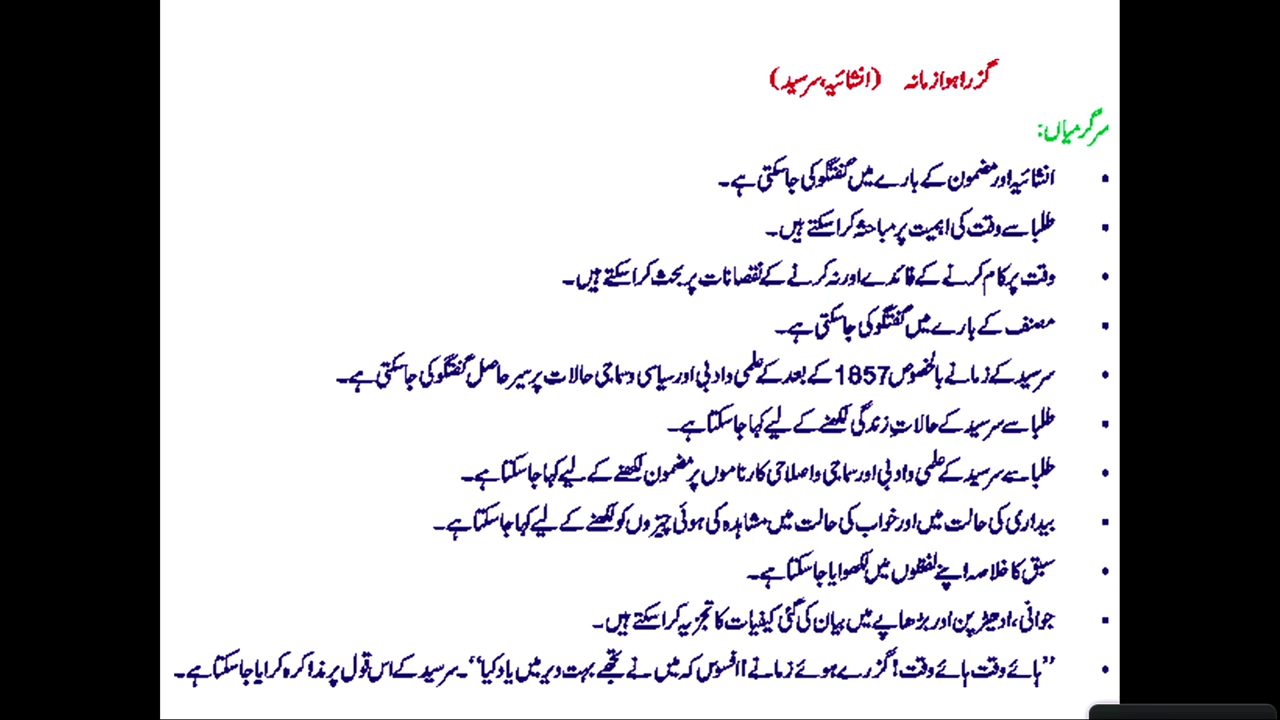 گزرا ہوا زمانہ (انشائیہ، سرسید)
سرگرمیاں:
• انشائیہ اور مضمون کے بارے میں گفتگو کی جاسکتی ہے۔
• طلبا سے وقت کی اہمیت پر مباحثہ کراسکتے ہیں۔
• وقت پر کام کرنے کے فائدے اور نہ کرنے کے نقصانات پر بحث کراسکتے ہیں۔
• مصنف کے بارے میں گفتگو کی جاسکتی ہے۔
• سرسید کے زمانے بالخصوص 1857 کے بعد کے علمی و ادبی اور سیاسی و سماجی حالات پر سیر حاصل گفتگو کی جاسکتی ہے۔
• طلبا سے سرسید کے حالاتِ زندگی لکھنے کے لیے کہا جاسکتا ہے۔
• طلبا سے سرسید کے علمی و ادبی اور سماجی و اصلاحی کارناموں پر مضمون لکھنے کے لیے کہا جاسکتا ہے۔
• بیداری کی حالت میں اور خواب کی حالت میں مشاہدہ کی ہوئی چیزوں کو لکھنے کے لیے کہا جاسکتا ہے۔
• سبق کا خلاصہ اپنے لفظوں میں لکھوایا جاسکتا ہے۔
• جوانی، ادھیڑپن اور بڑھاپے میں بیان کی گئی کیفیات کا تجزیہ کراسکتے ہیں۔
• ”ہائے وقت ہائے وقت! گزرے ہوئے زمانے! افسوس کہ میں نے تجھے بہت دیر میں یاد کیا“۔ سرسید کے اس قول پر مذاکرہ کرایا جاسکتا ہے۔